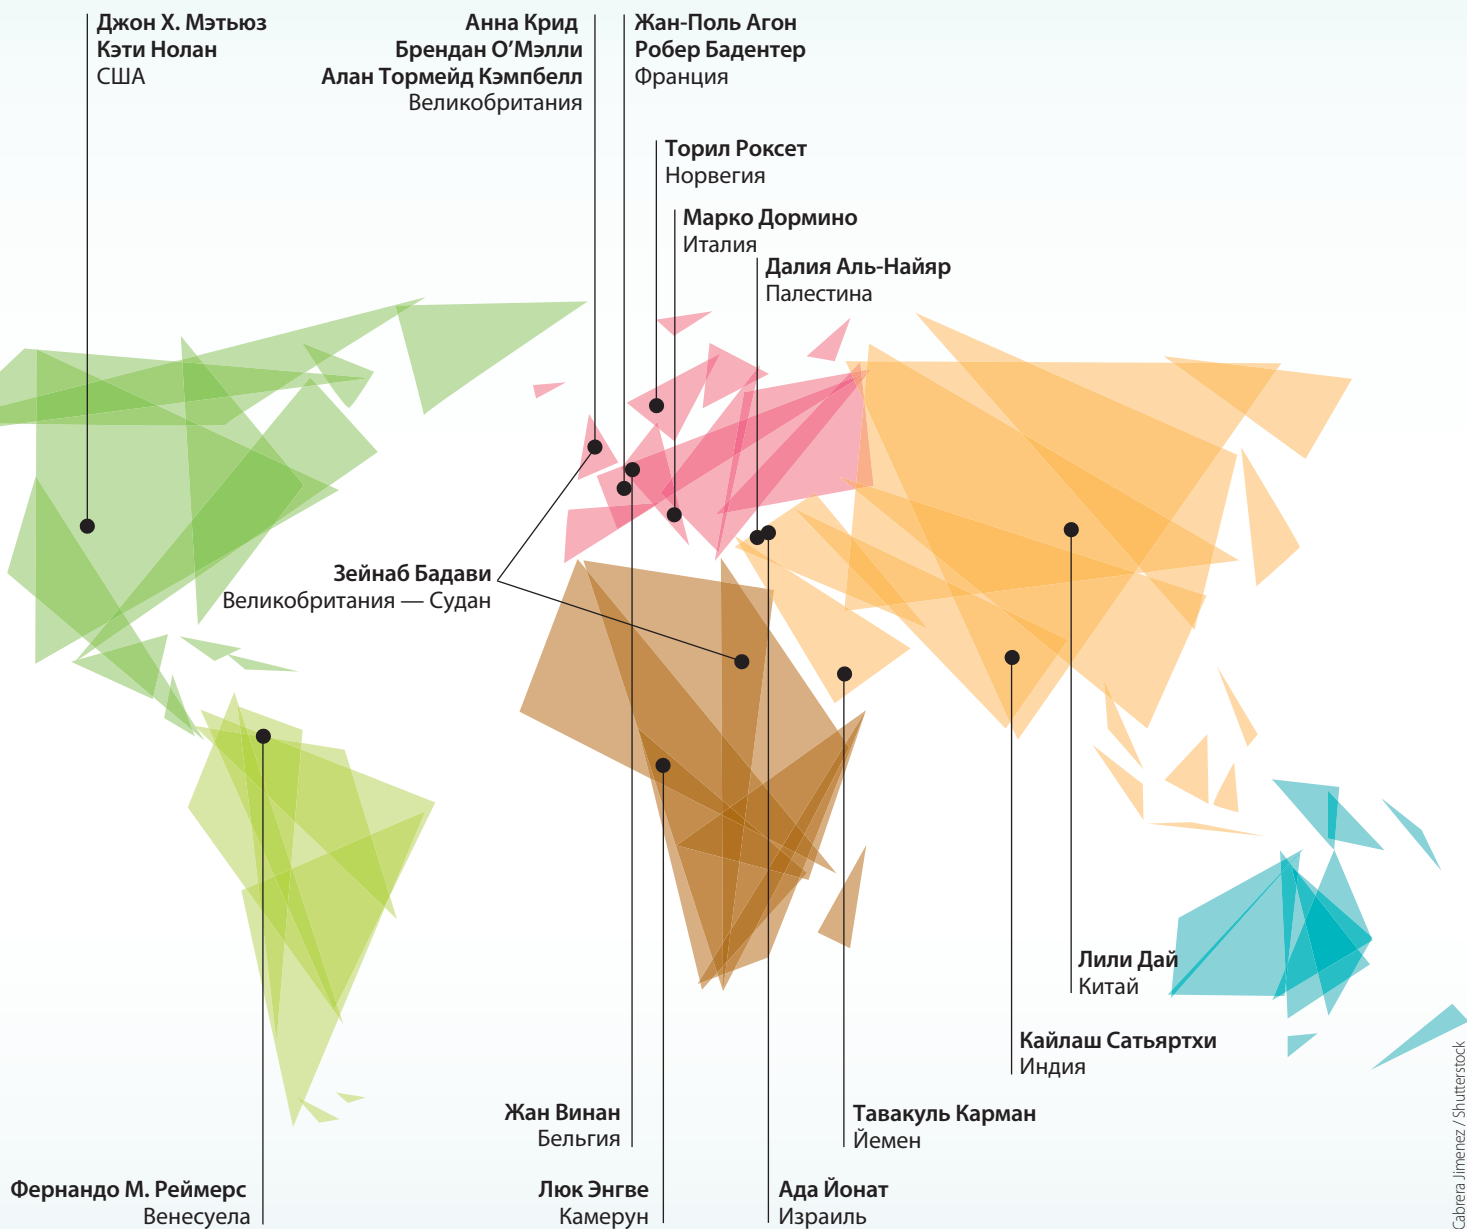 Джон Х. Мэтьюз
Кэти Нолан
США
Анна Крид
Брендан О’Мэлли
Алан Тормейд Кэмпбелл
Великобритания
Жан-Поль Агон
Робер Бадентер
Франция
Торил Роксет
Норвегия
Марко Дормино
Италия
Далия Аль-Найяр
Палестина
Зейнаб Бадави
Великобритания — Судан
Лили Дай
Китай
Кайлаш Сатьяртхи
Индия
Жан Винан
Бельгия
Тавакуль Карман
Йемен
Фернандо М. Реймерс
Венесуела
Люк Энгве
Камерун
Ада Йонат
Израиль
Cabrera Jimenez / Shutterstock